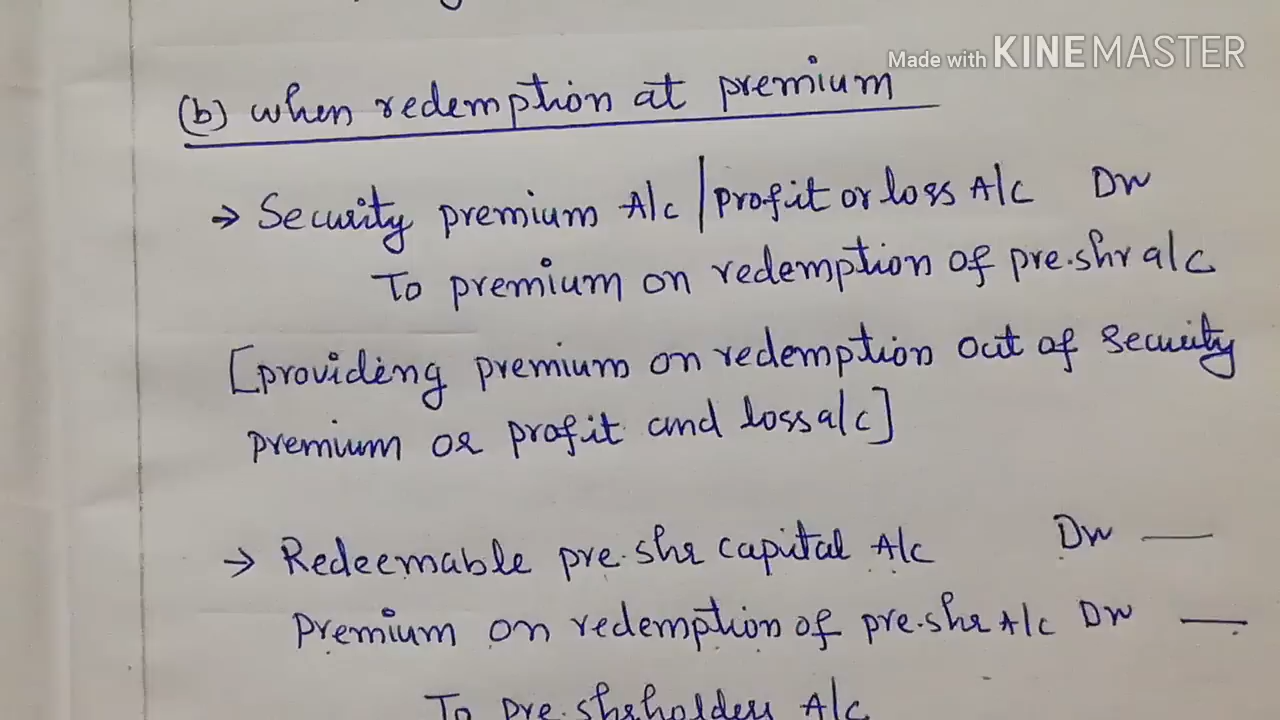 Made with KINEMASTER
(b) when redemption at premium
→ Security premium A/c | profit or loss A/c Dr
To premium on redemption of pre.shr a/c
[providing premium on redemption out of security
premium or profit and loss a/c]
→ Redeemable pre.shr capital A/c Dr —
Premium on redemption of pre.shr A/c Dr —
To pre.shrholders A/c